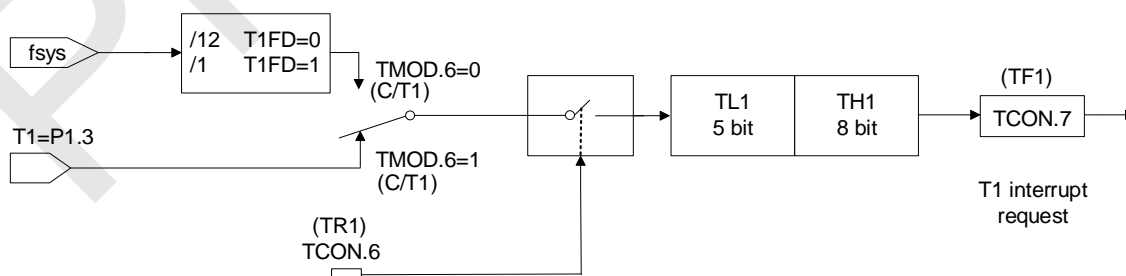 fsys
/12 T1FD=0
/1 T1FD=1
TMOD.6=0
(C/T1)
T1=P1.3
TMOD.6=1
(C/T1)
(TR1)
TCON.6
TL1
5 bit
TH1
8 bit
(TF1)
TCON.7
T1 interrupt
request